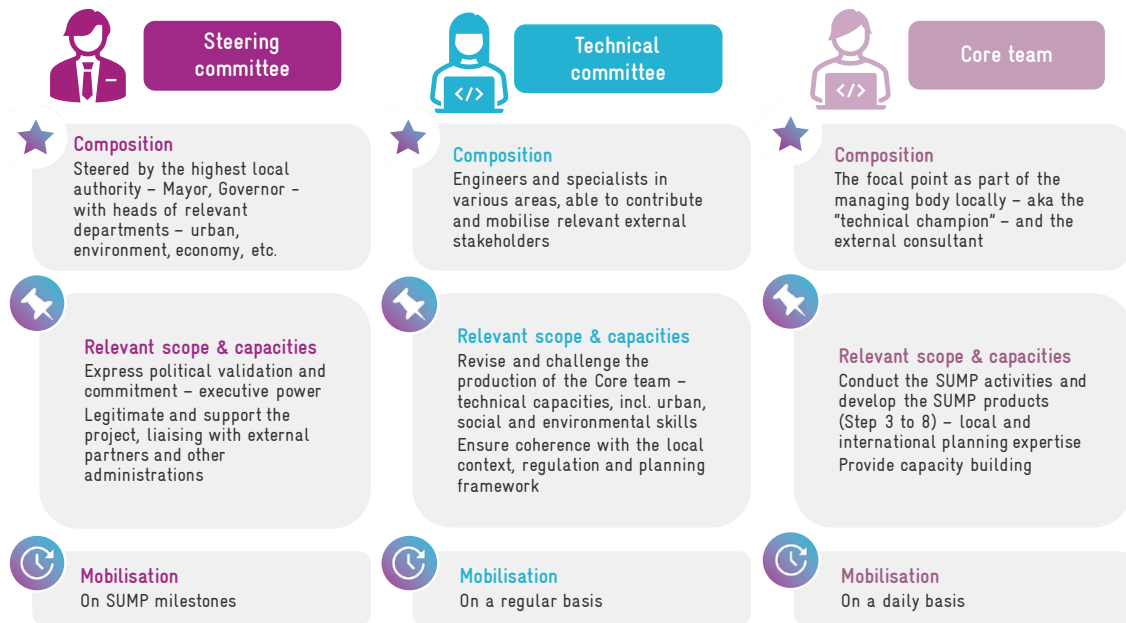 Steering
committee
</>
Composition
Steered by the highest local
authority – Mayor, Governor –
with heads of relevant
departments – urban,
environment, economy, etc.
Relevant scope & capacities
Express political validation and
commitment – executive power
Legitimate and support the
project, liaising with external
partners and other
administrations
Mobilisation
On SUMP milestones
Technical
committee
Composition
Engineers and specialists in
various areas, able to contribute
and mobilise relevant external
stakeholders
Relevant scope & capacities
Revise and challenge the
production of the Core team –
technical capacities, incl. urban,
social and environmental skills
Ensure coherence with the local
context, regulation and planning
framework
Mobilisation
On a regular basis
Core team
</>
Composition
The focal point as part of the
managing body locally – aka the
“technical champion” – and the
external consultant
Relevant scope & capacities
Conduct the SUMP activities and
develop the SUMP products
(Step 3 to 8) – local and
international planning expertise
Provide capacity building
Mobilisation
On a daily basis